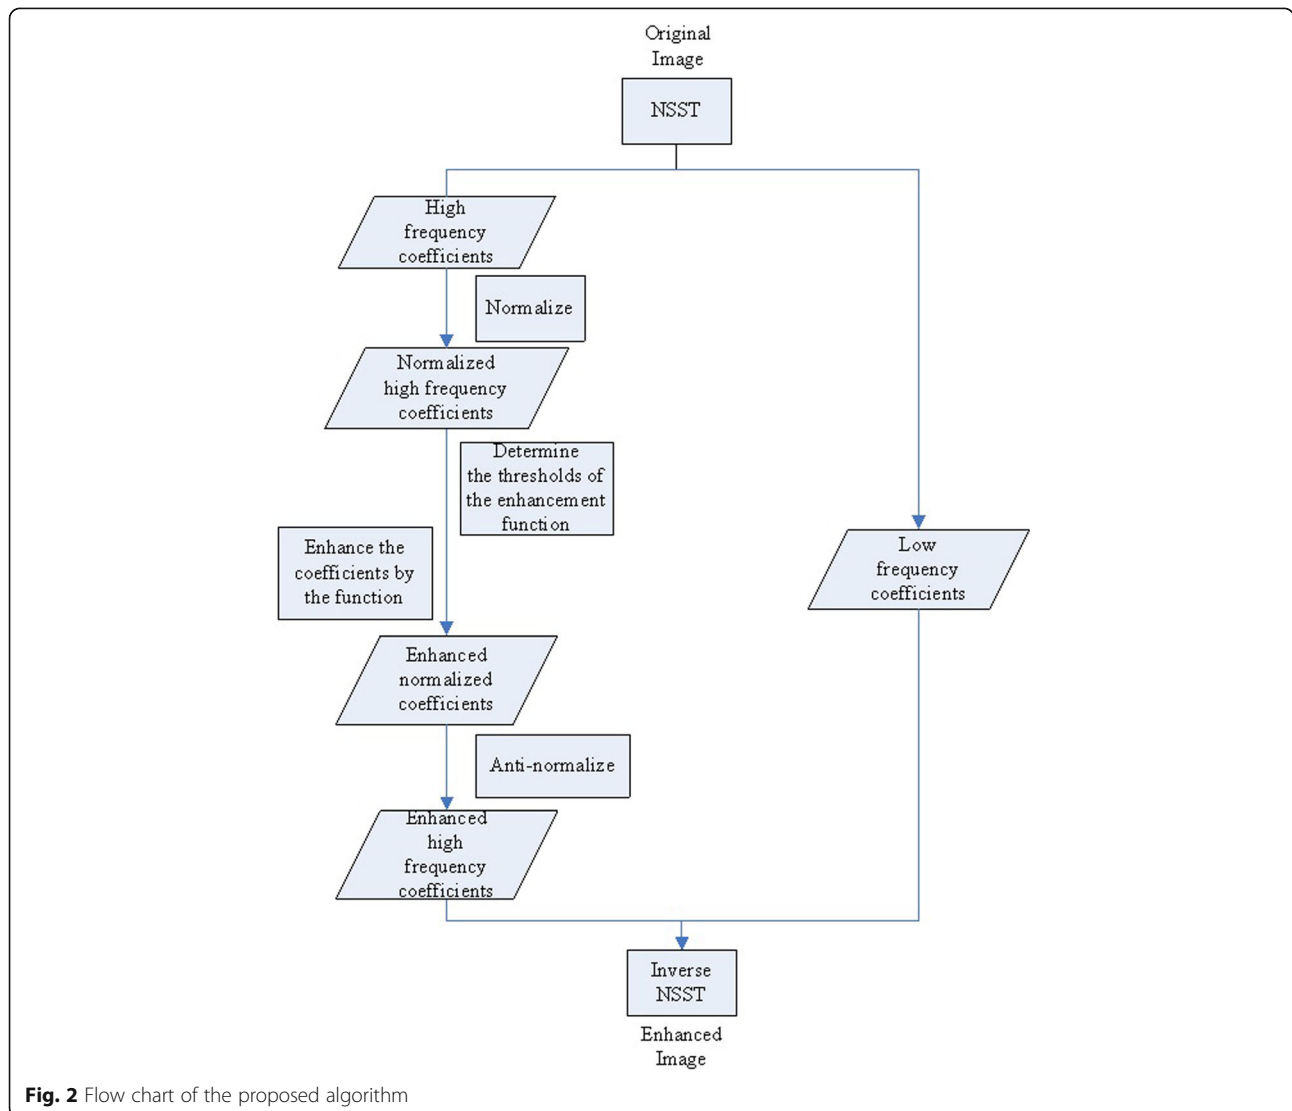 Original
Image
NSST
High
frequency
coefficients
Normalize
Normalized
high frequency
coefficients
Determine
the thresholds of
the enhancement
function
Enhance the
coefficients by
the function
Low
frequency
coefficients
Enhanced
normalized
coefficients
Anti-normalize
Enhanced
high
frequency
coefficients
Inverse
NSST
Enhanced
Image
Fig. 2 Flow chart of the proposed algorithm